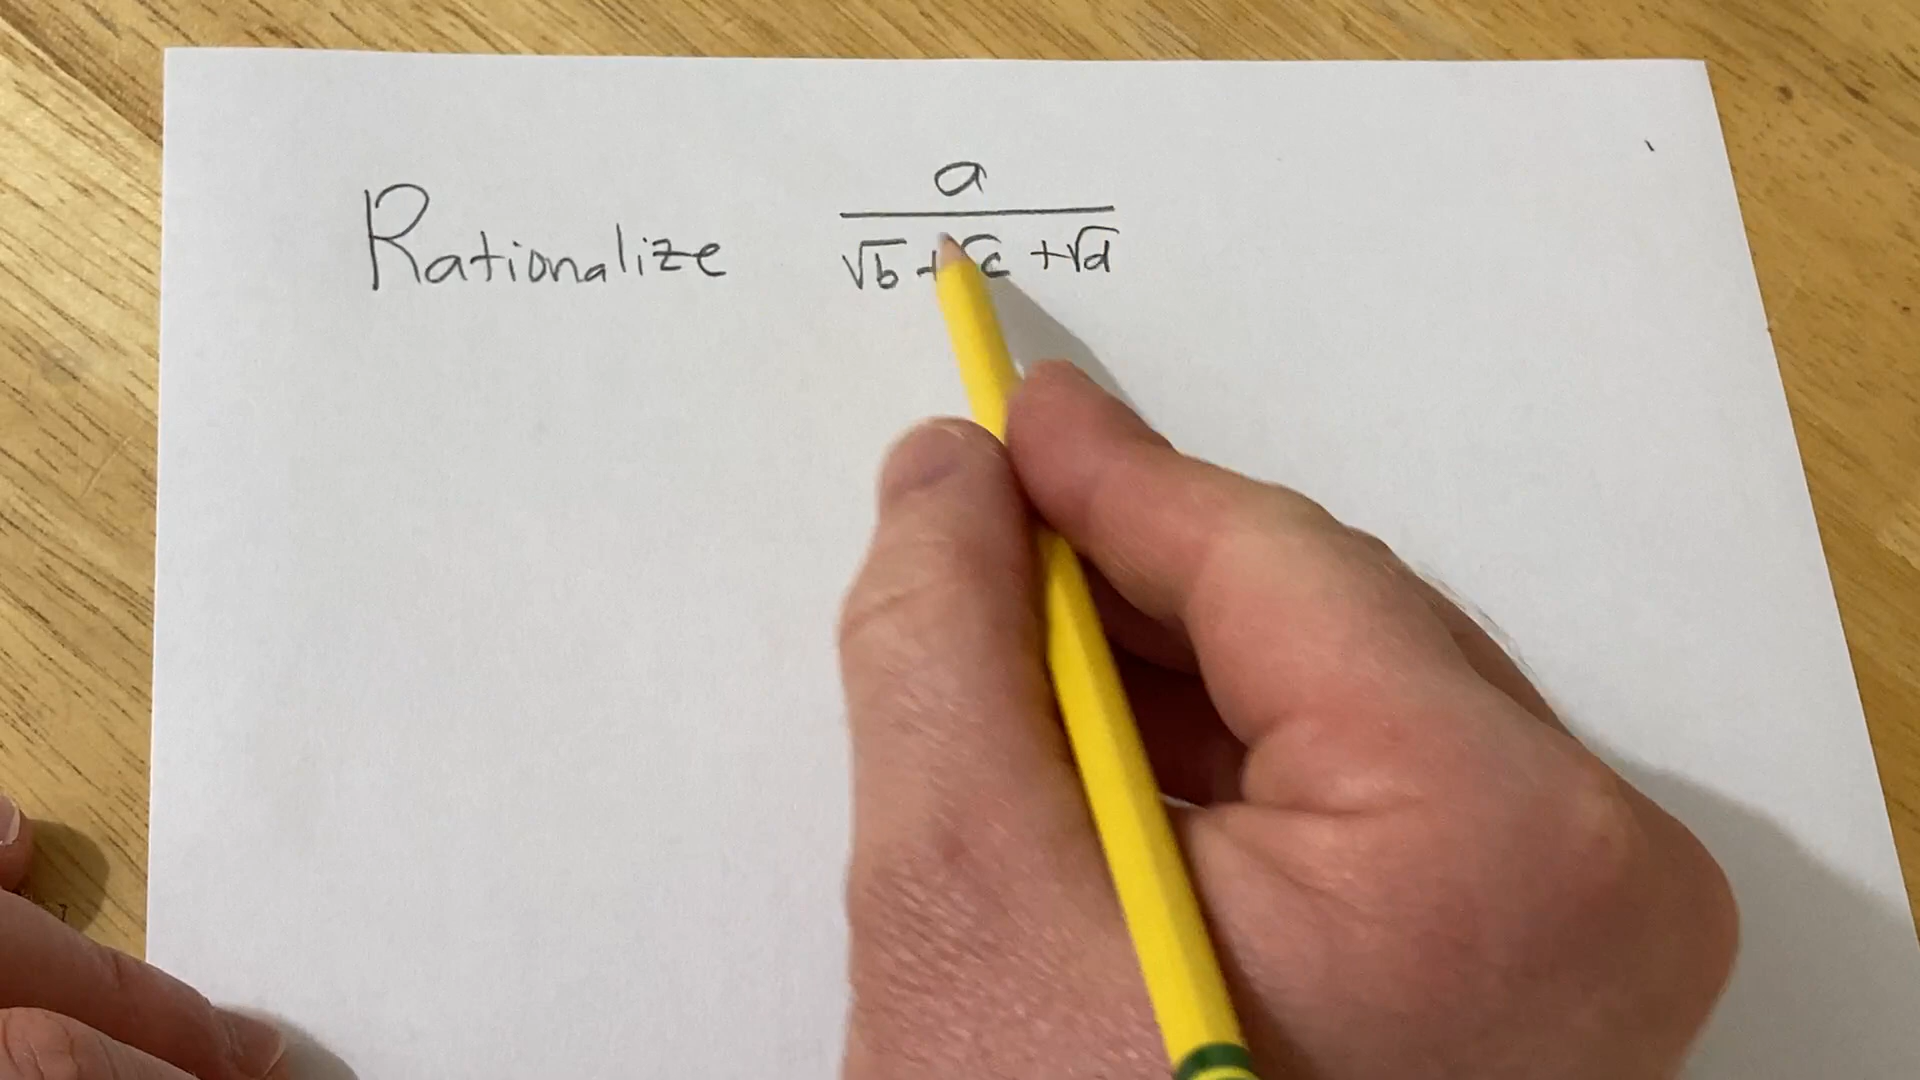 Rationalize a / √b + √c + √d